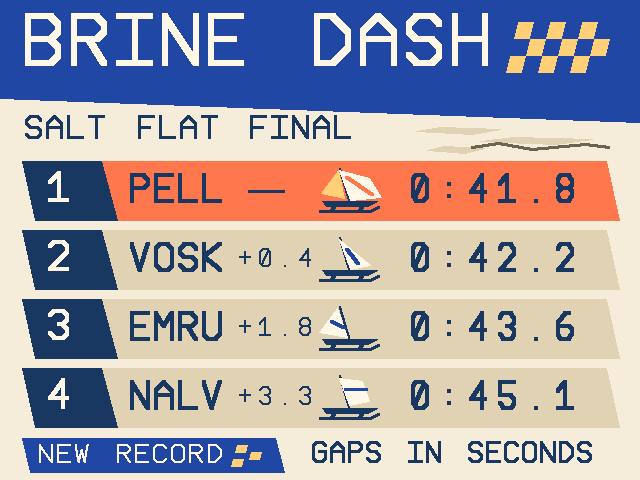 BRINE DASH
SALT FLAT FINAL
1 PELL — 0:41.8
2 VOSK +0.4 0:42.2
3 EMRU +1.8 0:43.6
4 NALV +3.3 0:45.1
NEW RECORD GAPS IN SECONDS